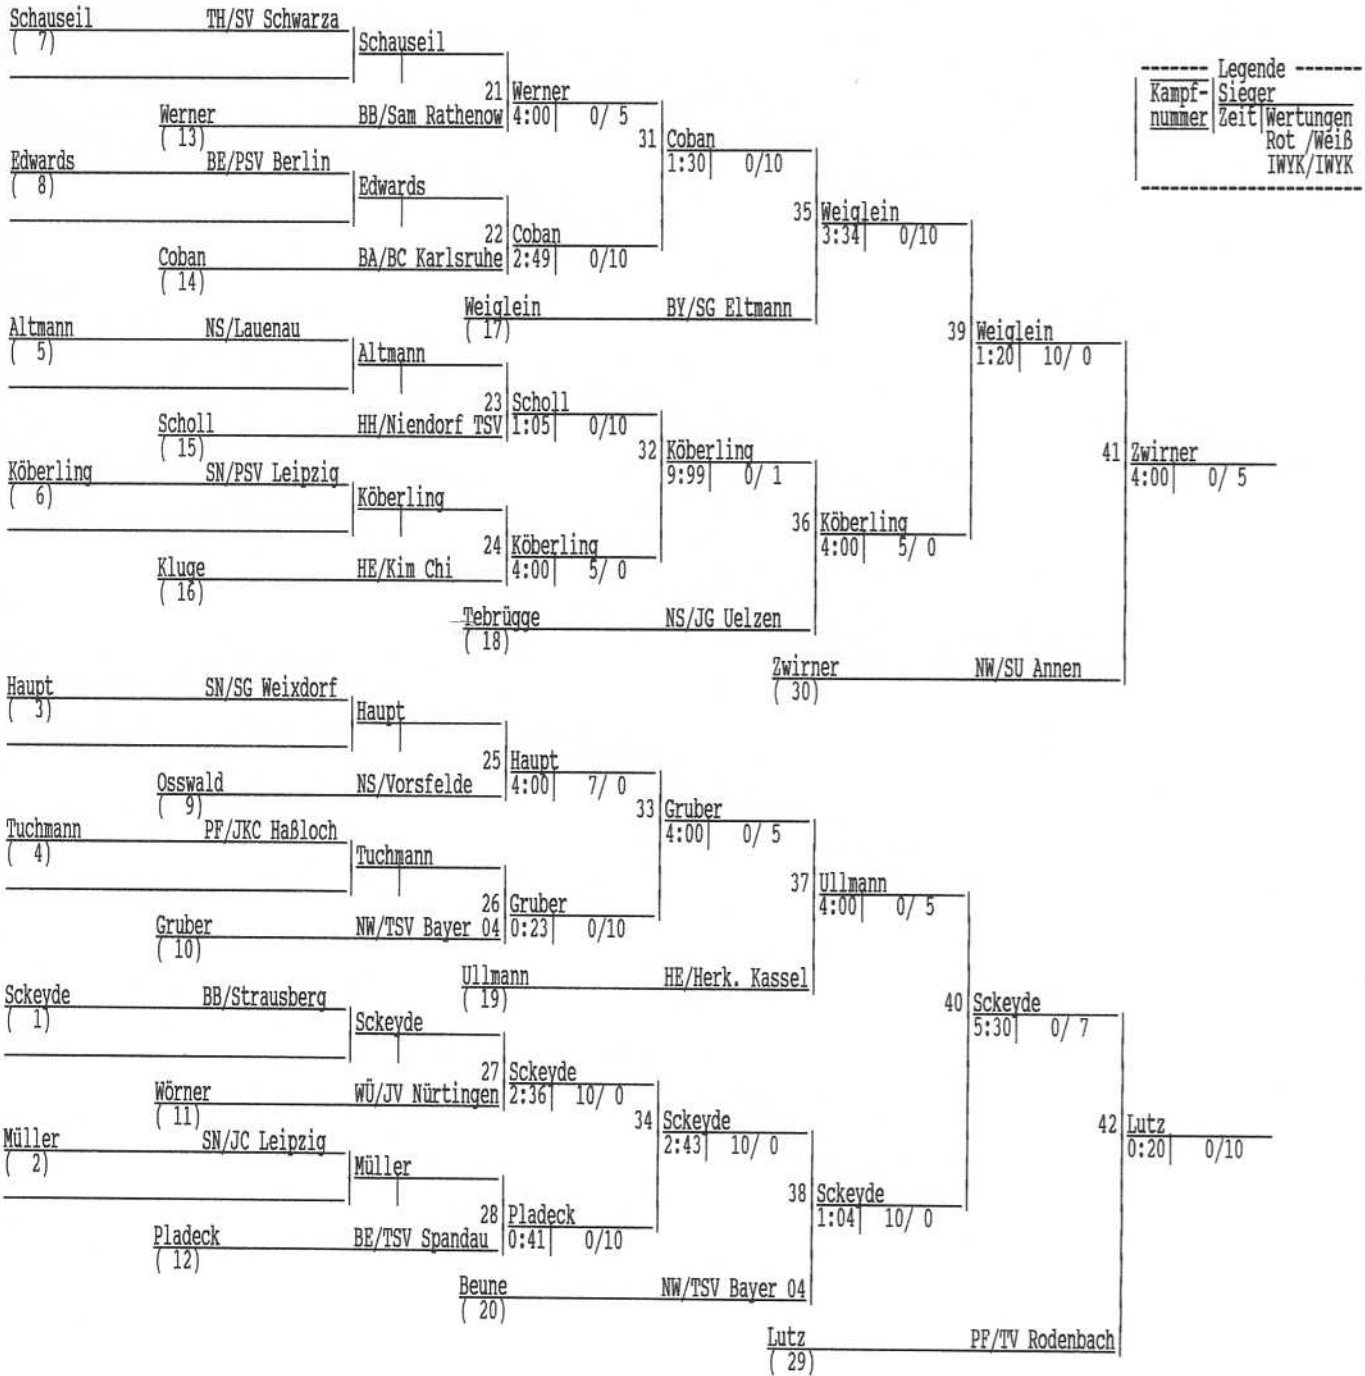 Schauseil TH/SV Schwarza
( 7)
Schauseil
------- Legende -------
Kampf- Sieger
nummer Zeit Wertungen
Rot /Weiß
IWYK/IWYK
21 Werner
4:00 0/ 5
Werner BB/Sam Rathenow
( 13)
31 Coban
1:30 0/10
Edwards BE/PSV Berlin
( 8)
Edwards
35 Weiglein
3:34 0/10
22 Coban
2:49 0/10
Coban BA/BC Karlsruhe
( 14)
Weiglein BY/SG Eltmann
( 17)
Altmann NS/Lauenau
( 5)
Altmann
39 Weiglein
1:20 10/ 0
23 Scholl
1:05 0/10
Scholl HH/Niendorf TSV
( 15)
32 Köberling
9:99 0/ 1
41 Zwirner
4:00 0/ 5
Köberling SN/PSV Leipzig
( 6)
Köberling
36 Köberling
4:00 5/ 0
24 Köberling
4:00 5/ 0
Kluge HE/Kim Chi
( 16)
Tebrügge NS/JG Uelzen
( 18)
Zwirner NW/SU Annen
( 30)
Haupt SN/SG Weixdorf
( 3)
Haupt
25 Haupt
4:00 7/ 0
Osswald NS/Vorsfelde
( 9)
33 Gruber
4:00 0/ 5
Tuchmann PF/JKC Haßloch
( 4)
Tuchmann
37 Ullmann
4:00 0/ 5
26 Gruber
0:23 0/10
Gruber NW/TSV Bayer 04
( 10)
Ullmann HE/Herk. Kassel
( 19)
Sckeyde BB/Strausberg
( 1)
Sckeyde
40 Sckeyde
5:30 0/ 7
27 Sckeyde
2:36 10/ 0
Wörner WÜ/JV Nürtingen
( 11)
34 Sckeyde
2:43 10/ 0
42 Lutz
0:20 0/10
Müller SN/JC Leipzig
( 2)
Müller
38 Sckeyde
1:04 10/ 0
28 Pladeck
0:41 0/10
Pladeck BE/TSV Spandau
( 12)
Beune NW/TSV Bayer 04
( 20)
Lutz PF/TV Rodenbach
( 29)